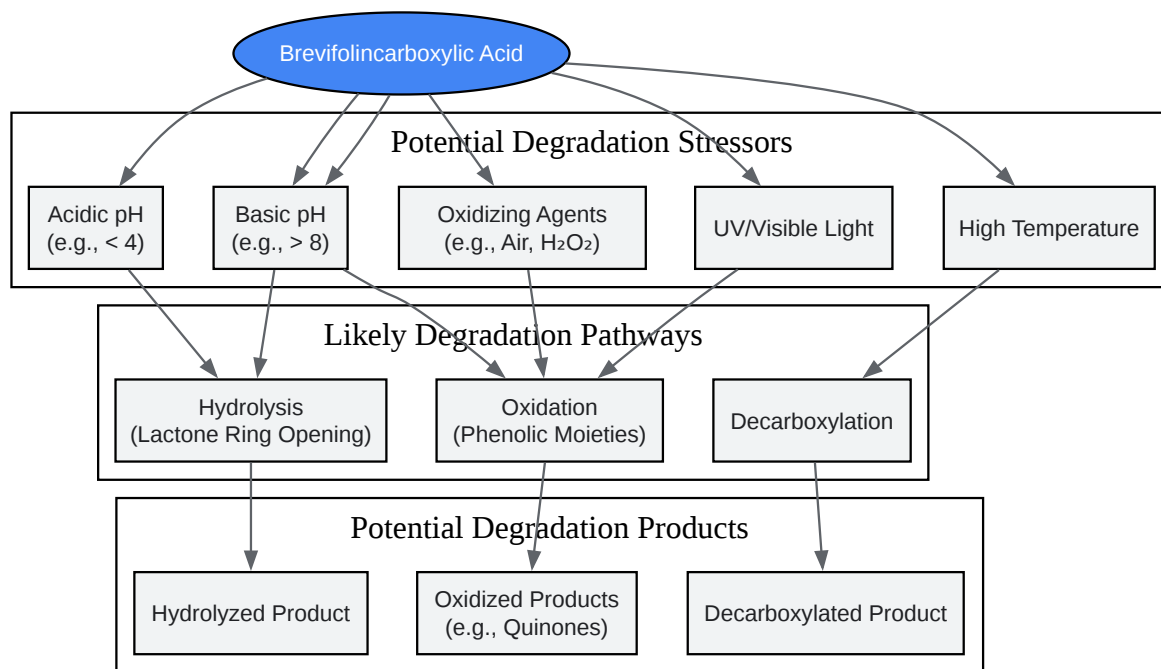 Brevifolincarboxylic Acid
Potential Degradation Stressors
Acidic pH
(e.g., < 4)
Basic pH
(e.g., > 8)
Oxidizing Agents
(e.g., Air, H₂O₂)
UV/Visible Light
High Temperature
Likely Degradation Pathways
Hydrolysis
(Lactone Ring Opening)
Oxidation
(Phenolic Moieties)
Decarboxylation
Potential Degradation Products
Hydrolyzed Product
Oxidized Products
(e.g., Quinones)
Decarboxylated Product